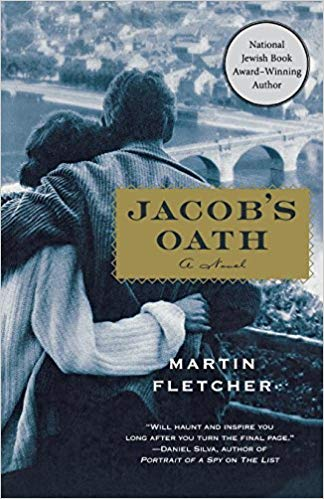 National
Jewish Book
Award–Winning
Author
JACOB'S
OATH
A Novel
MARTIN
FLETCHER
"WILL HAUNT AND INSPIRE YOU
LONG AFTER YOU TURN THE FINAL PAGE."
—DANIEL SILVA, AUTHOR OF
PORTRAIT OF A SPY ON THE LIST